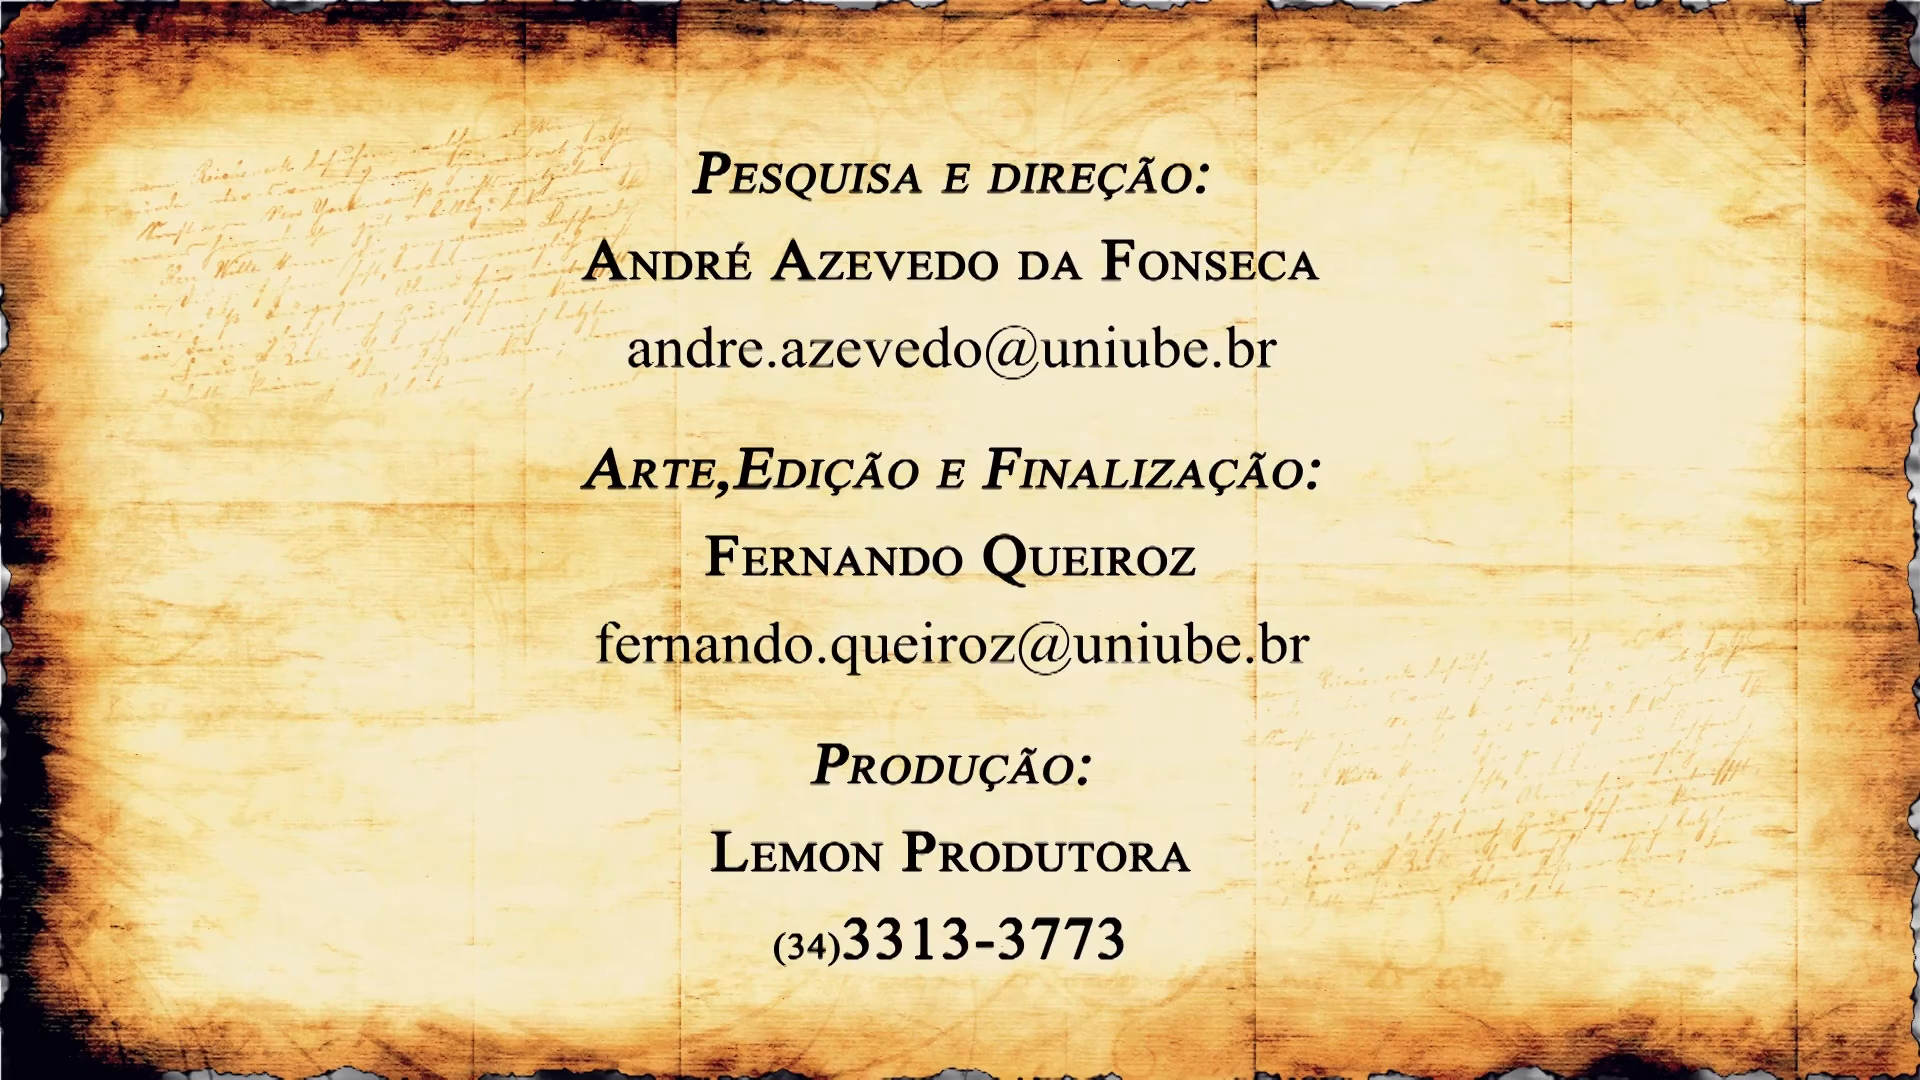 Pesquisa e direção:
André Azevedo da Fonseca
andre.azevedo@uniube.br
Arte,Edição e Finalização:
Fernando Queiroz
fernando.queiroz@uniube.br
Produção:
Lemon Produtora
(34)3313-3773